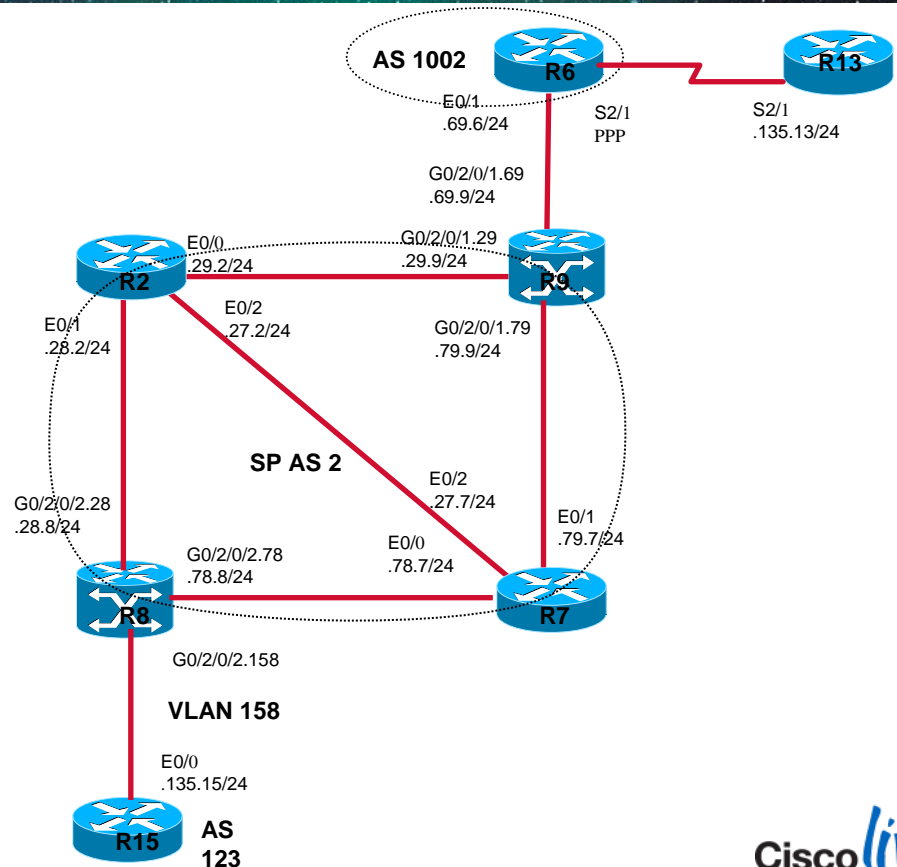 AS 1002
R6
R13
E0/1
.69.6/24
S2/1
PPP
S2/1
.135.13/24
G0/2/0/1.69
.69.9/24
E0/0
.29.2/24
G0/2/0/1.29
.29.9/24
R2
R9
E0/2
.27.2/24
E0/1
.28.2/24
G0/2/0/1.79
.79.9/24
SP AS 2
E0/2
.27.7/24
G0/2/0/2.28
.28.8/24
E0/1
.79.7/24
G0/2/0/2.78
.78.8/24
E0/0
.78.7/24
R8
R7
G0/2/0/2.158
VLAN 158
E0/0
.135.15/24
R15
AS
123
Cisco live